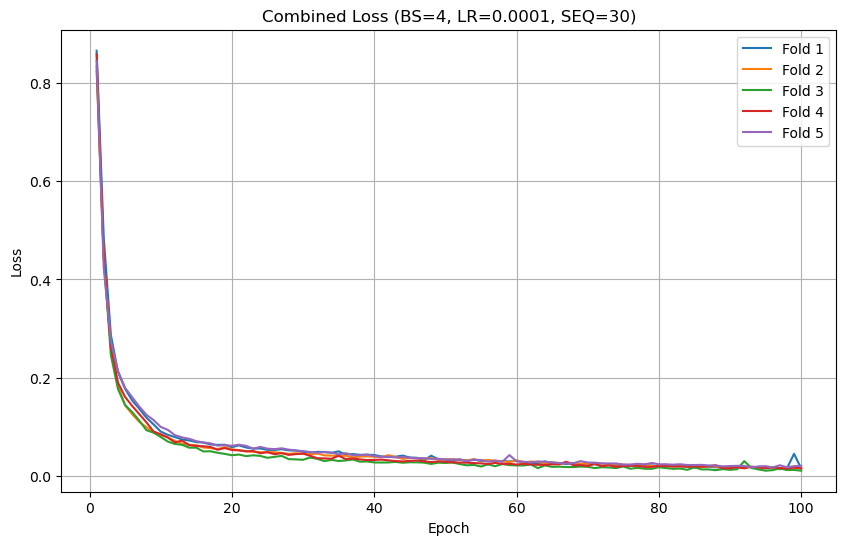 Combined Loss (BS=4, LR=0.0001, SEQ=30)
Fold 1
Fold 2
Fold 3
Fold 4
Fold 5
0.8
0.6
0.4
0.2
0.0
Loss
0 20 40 60 80 100
Epoch